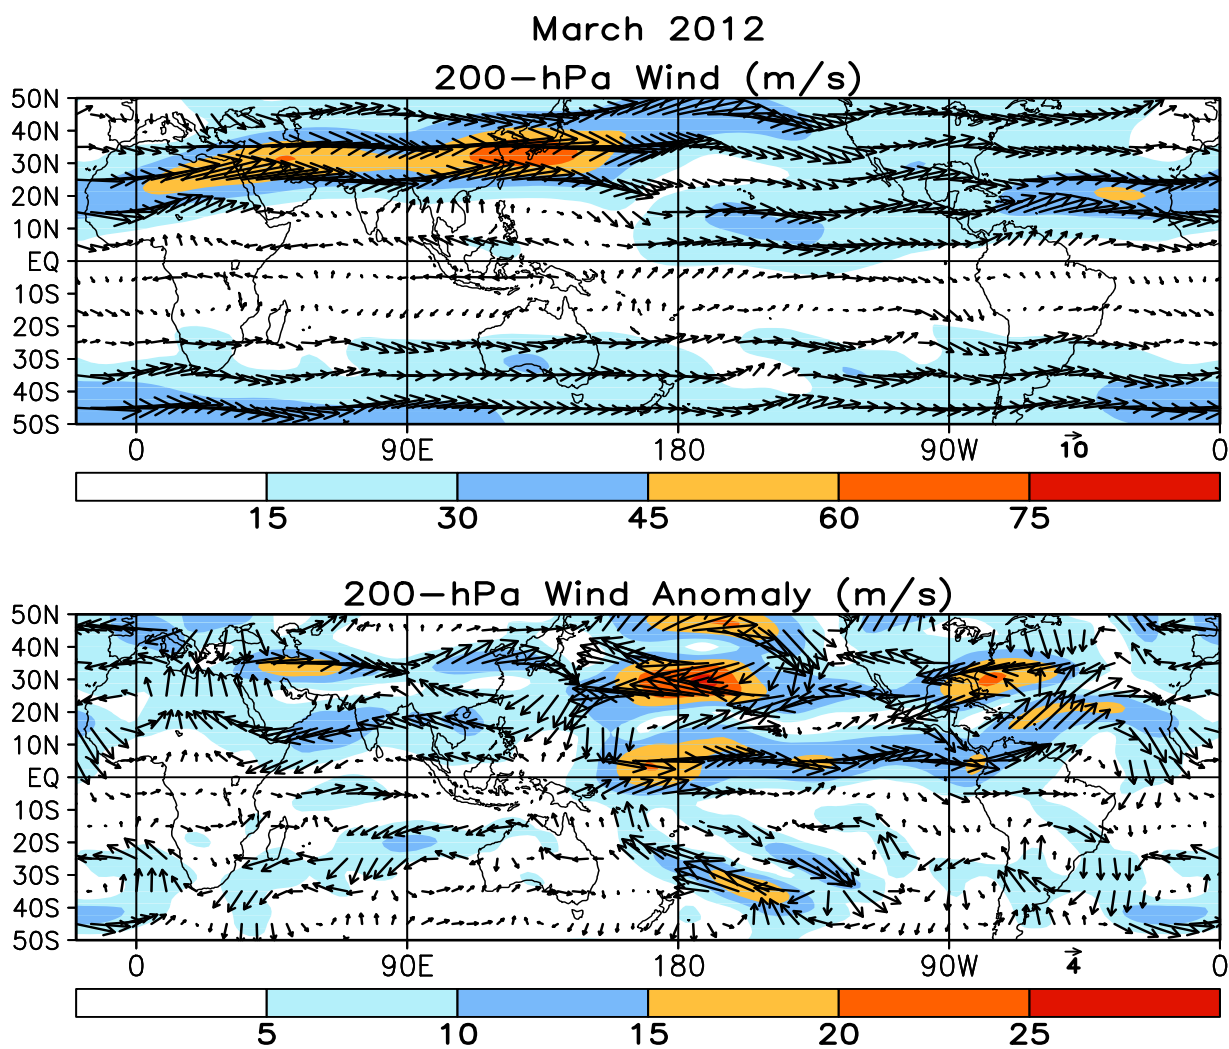 March 2012
200-hPa Wind (m/s)
50N
40N
30N
20N
10N
EQ
10S
20S
30S
40S
50S
0 90E 180 90W 10 0
15 30 45 60 75
200-hPa Wind Anomaly (m/s)
50N
40N
30N
20N
10N
EQ
10S
20S
30S
40S
50S
0 90E 180 90W 4 0
5 10 15 20 25